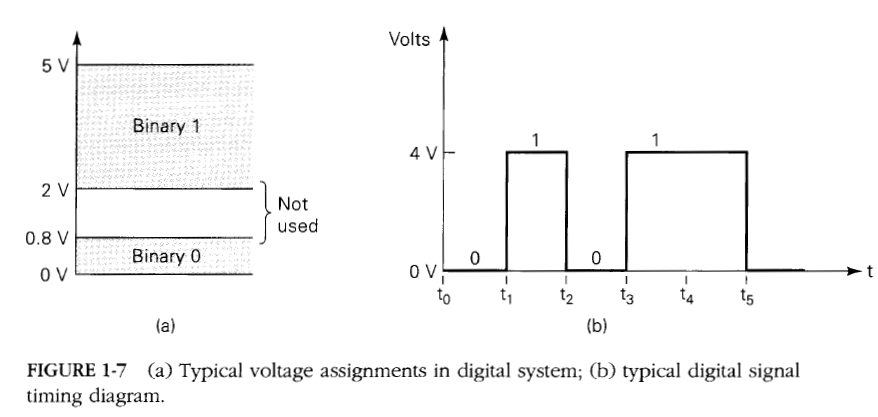 5 V
Binary 1
2 V
Not
used
0.8 V
Binary 0
0 V
(a)
Volts
4 V
1
1
0
0
0 V
t
t0
t1
t2
t3
t4
t5
(b)
FIGURE 1-7 (a) Typical voltage assignments in digital system; (b) typical digital signal
timing diagram.